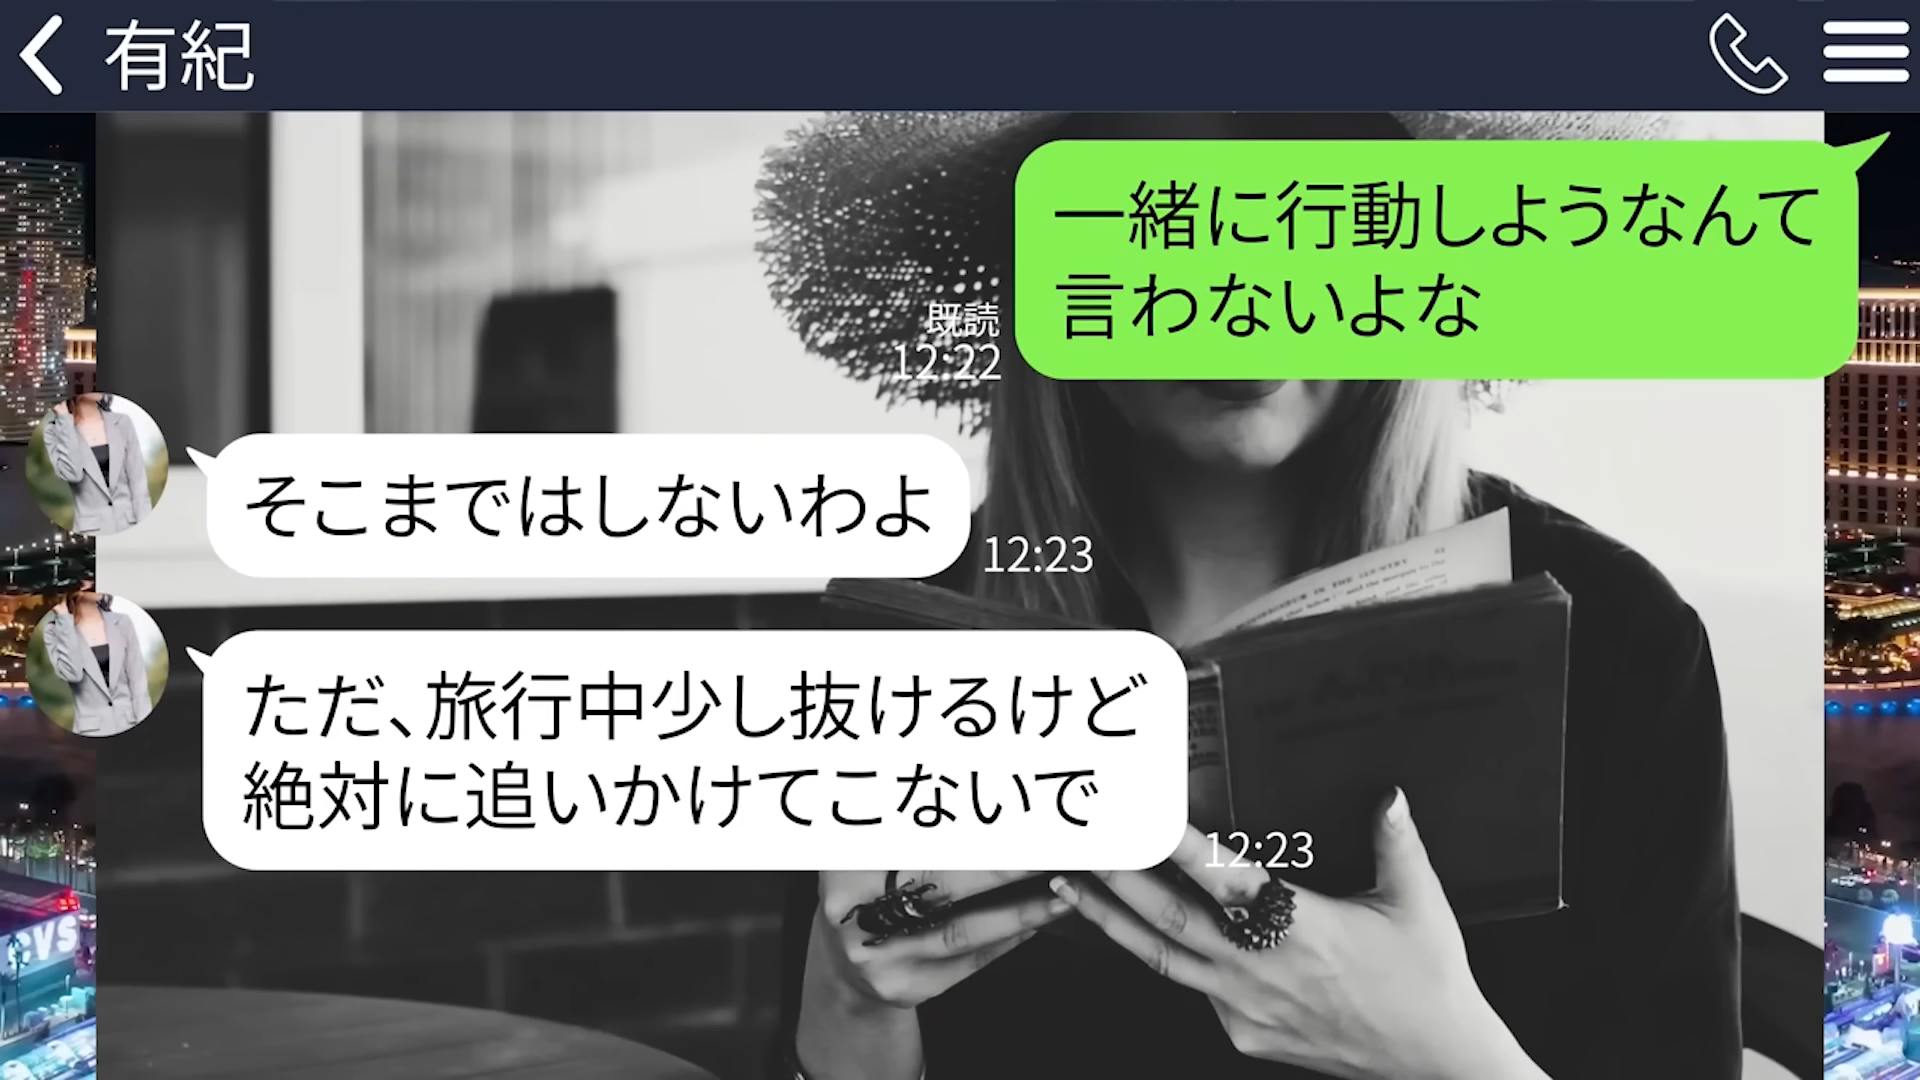 有紀
一緒に行動しようなんて
言わないよな
既読
12:22
そこまではしないわよ
12:23
ただ、旅行中少し抜けるけど
絶対に追いかけてこないで
12:23
CVS